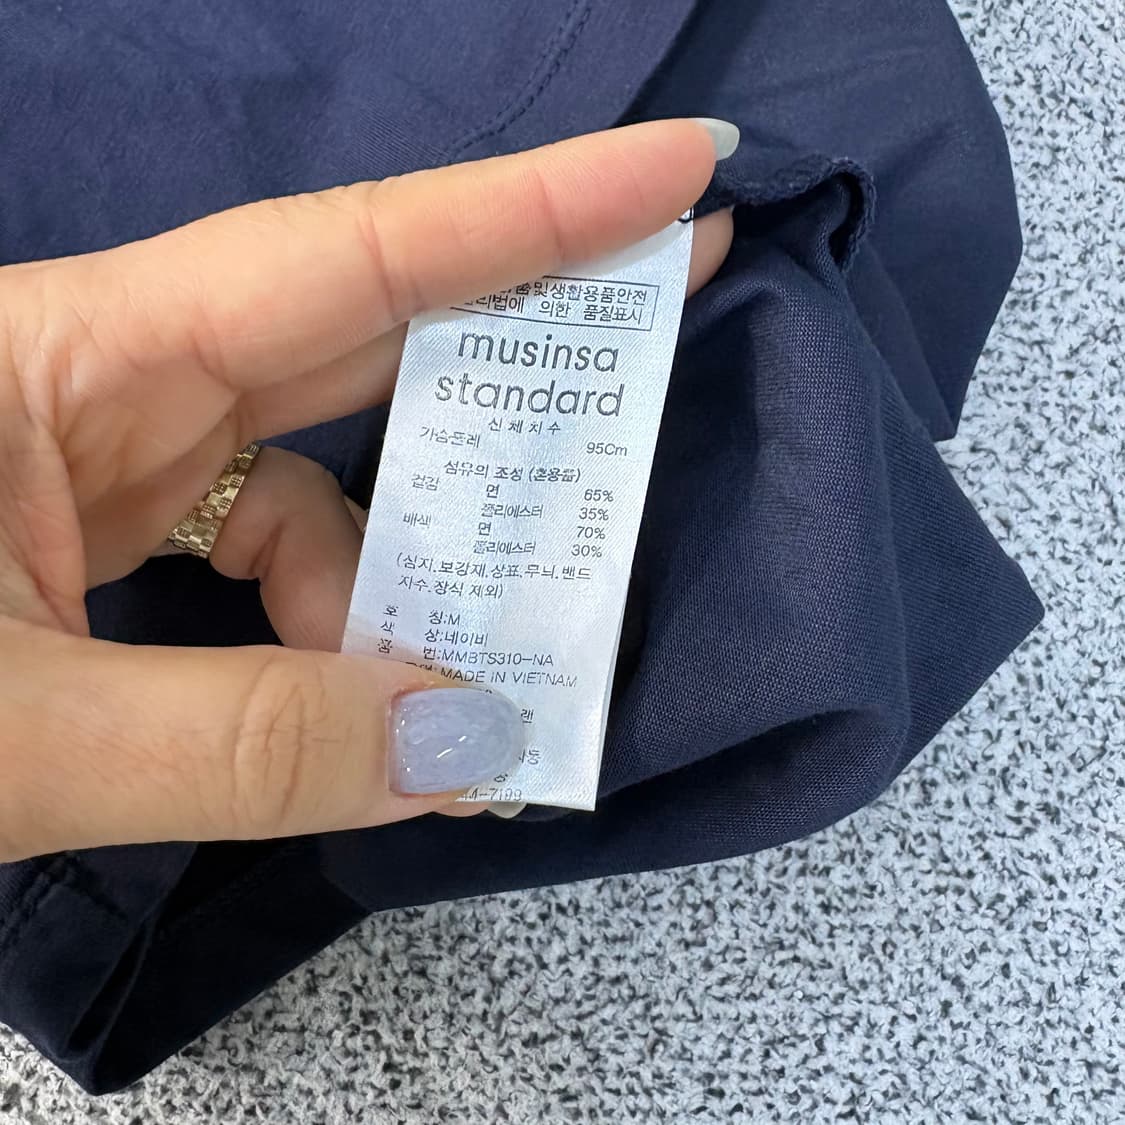 품및생활용품안전
관리법에 의한 품질표시
musinsa
standard
신체치수
가슴둘레 95Cm
섬유의 조성 (혼용률)
겉감 면 65%
폴리에스터 35%
배색 면 70%
폴리에스터 30%
(심지.보강재.상표.무늬.밴드
자수.장식 제외)
호 칭:M
색 상:네이비
품 번:MMBTS310-NA
MADE IN VIETNAM
랜
동
-7199